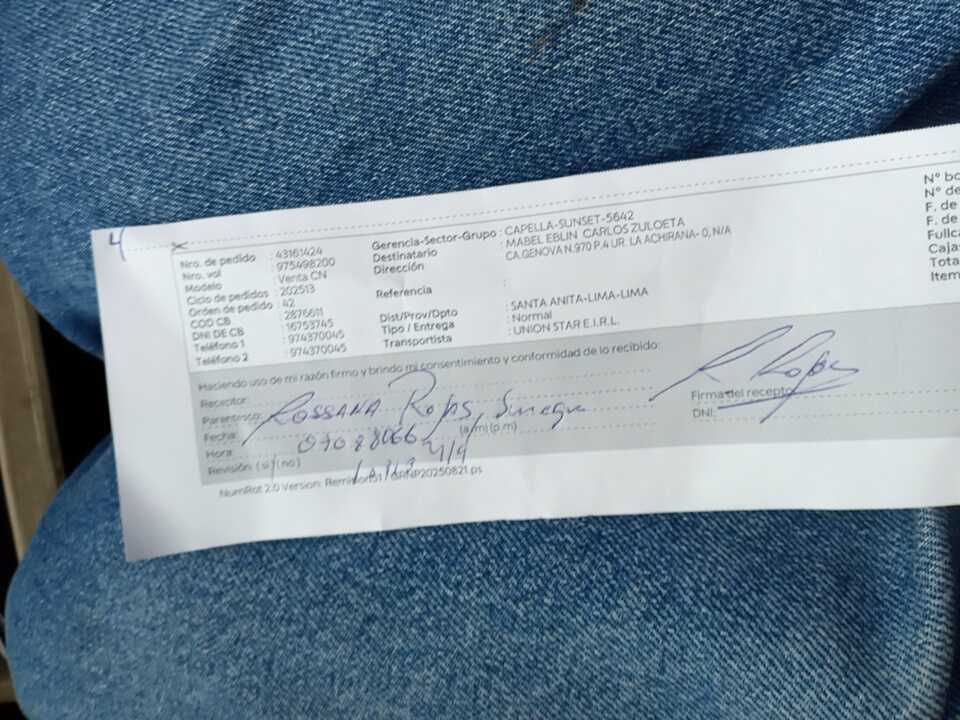 4
Nro. de pedido : 43161424
Nro. vol : 975498200
Modelo : Venta CN
Ciclo de pedidos : 202513
Orden de pedido : 42
COD CB : 2876611
DNI DE CB : 16753745
Teléfono 1 : 974370045
Teléfono 2 : 974370045
Gerencia-Sector-Grupo : CAPELLA-SUNSET-5642
Destinatario : MABEL EBLIN CARLOS ZULOETA
Dirección CA.GENOVA N.970 P.4 UR. LA ACHIRANA- 0, N/A
Referencia :
Dist/Prov/Dpto : SANTA ANITA-LIMA-LIMA
Tipo / Entrega : Normal
Transportista : UNION STAR E.I.R.L.
N° bo
N° de
F. de
F. de
Fullca
Cajas
Tota
Item
Haciendo uso de mi razón firmo y brindo mi consentimiento y conformidad de lo recibido:
Receptor:
Parentesco: ROSSANA Rojas,
Fecha: (a.m) (p.m)
Hora: 07088066
Revisión: ( si ) ( no ) 4/9
R Rojas
Firma del receptor
DNI:
NumRot 2.0 Version: GRNP20250821.ps